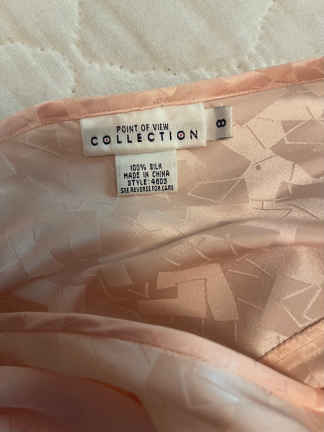 POINT OF VIEW
COLLECTION
8
100% SILK
MADE IN CHINA
STYLE: 4603
SEE REVERSE FOR CARE